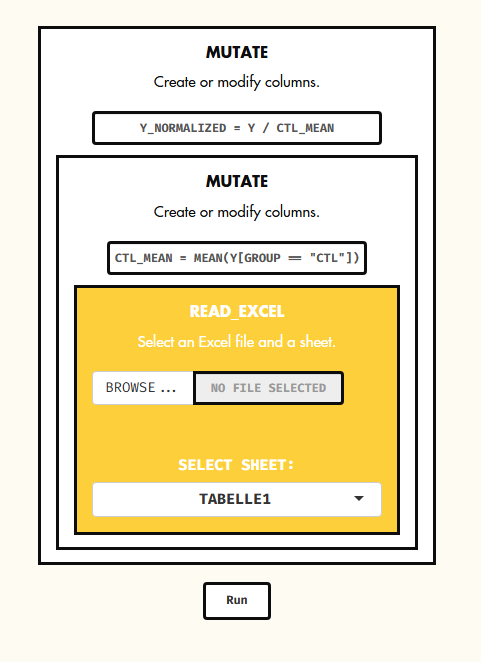 MUTATE
Create or modify columns.
Y_NORMALIZED = Y / CTL_MEAN
MUTATE
Create or modify columns.
CTL_MEAN = MEAN(Y[GROUP == "CTL"])
READ_EXCEL
Select an Excel file and a sheet.
BROWSE... NO FILE SELECTED
SELECT SHEET:
TABELLE1
Run